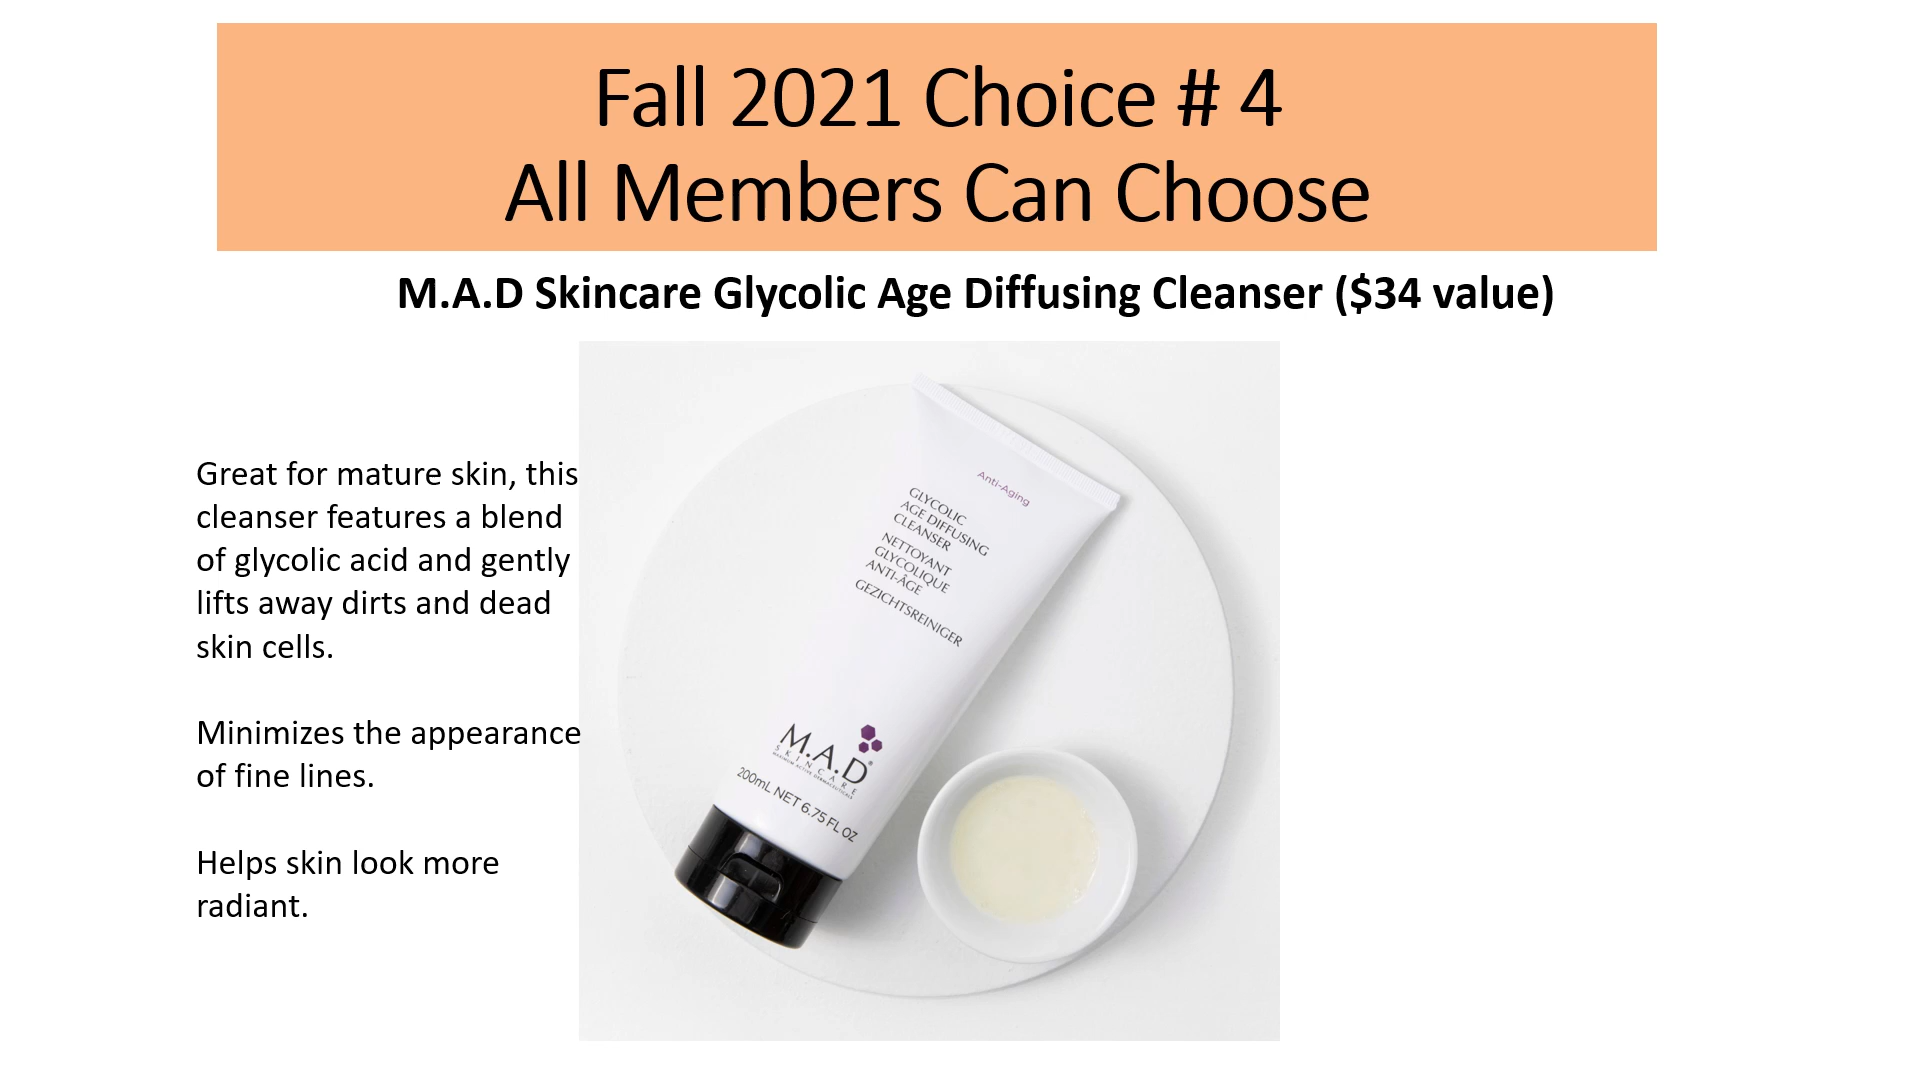 Fall 2021 Choice # 4
All Members Can Choose
M.A.D Skincare Glycolic Age Diffusing Cleanser ($34 value)
Great for mature skin, this
cleanser features a blend
of glycolic acid and gently
lifts away dirts and dead
skin cells.
Minimizes the appearance
of fine lines.
Helps skin look more
radiant.
Anti-Aging
GLYCOLIC
AGE DIFFUSING
CLEANSER
NETTOYANT
GLYCOLIQUE
ANTI-ÂGE
GEZICHTSREINIGER
M.A.D®
SKINCARE
MAXIMUM ACTIVE DERMACEUTICALS
200mL NET 6.75 FL OZ